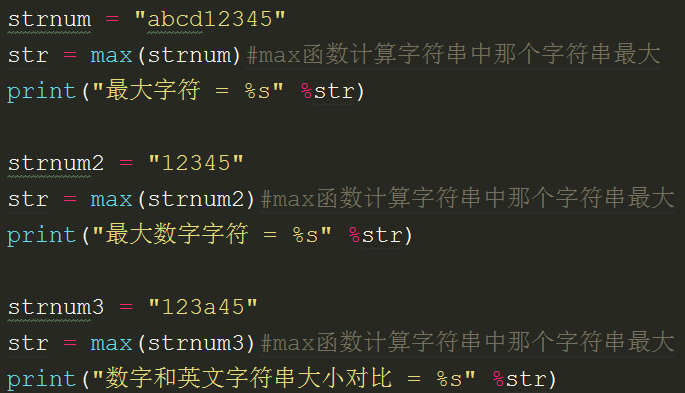 strnum = "abcd12345"
str = max(strnum)#max函数计算字符串中那个字符串最大
print("最大字符 = %s" %str)
strnum2 = "12345"
str = max(strnum2)#max函数计算字符串中那个字符串最大
print("最大数字字符 = %s" %str)
strnum3 = "123a45"
str = max(strnum3)#max函数计算字符串中那个字符串最大
print("数字和英文字符串大小对比 = %s" %str)